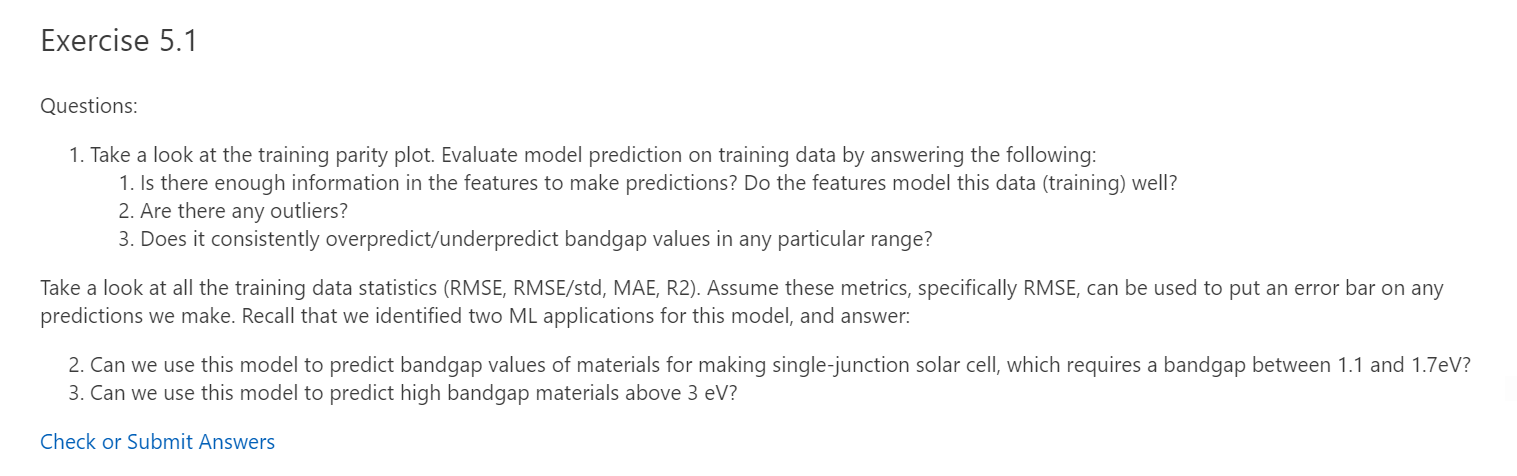 Exercise 5.1
Questions:
1. Take a look at the training parity plot. Evaluate model prediction on training data by answering the following:
1. Is there enough information in the features to make predictions? Do the features model this data (training) well?
2. Are there any outliers?
3. Does it consistently overpredict/underpredict bandgap values in any particular range?
Take a look at all the training data statistics (RMSE, RMSE/std, MAE, R2). Assume these metrics, specifically RMSE, can be used to put an error bar on any
predictions we make. Recall that we identified two ML applications for this model, and answer:
2. Can we use this model to predict bandgap values of materials for making single-junction solar cell, which requires a bandgap between 1.1 and 1.7eV?
3. Can we use this model to predict high bandgap materials above 3 eV?
Check or Submit Answers